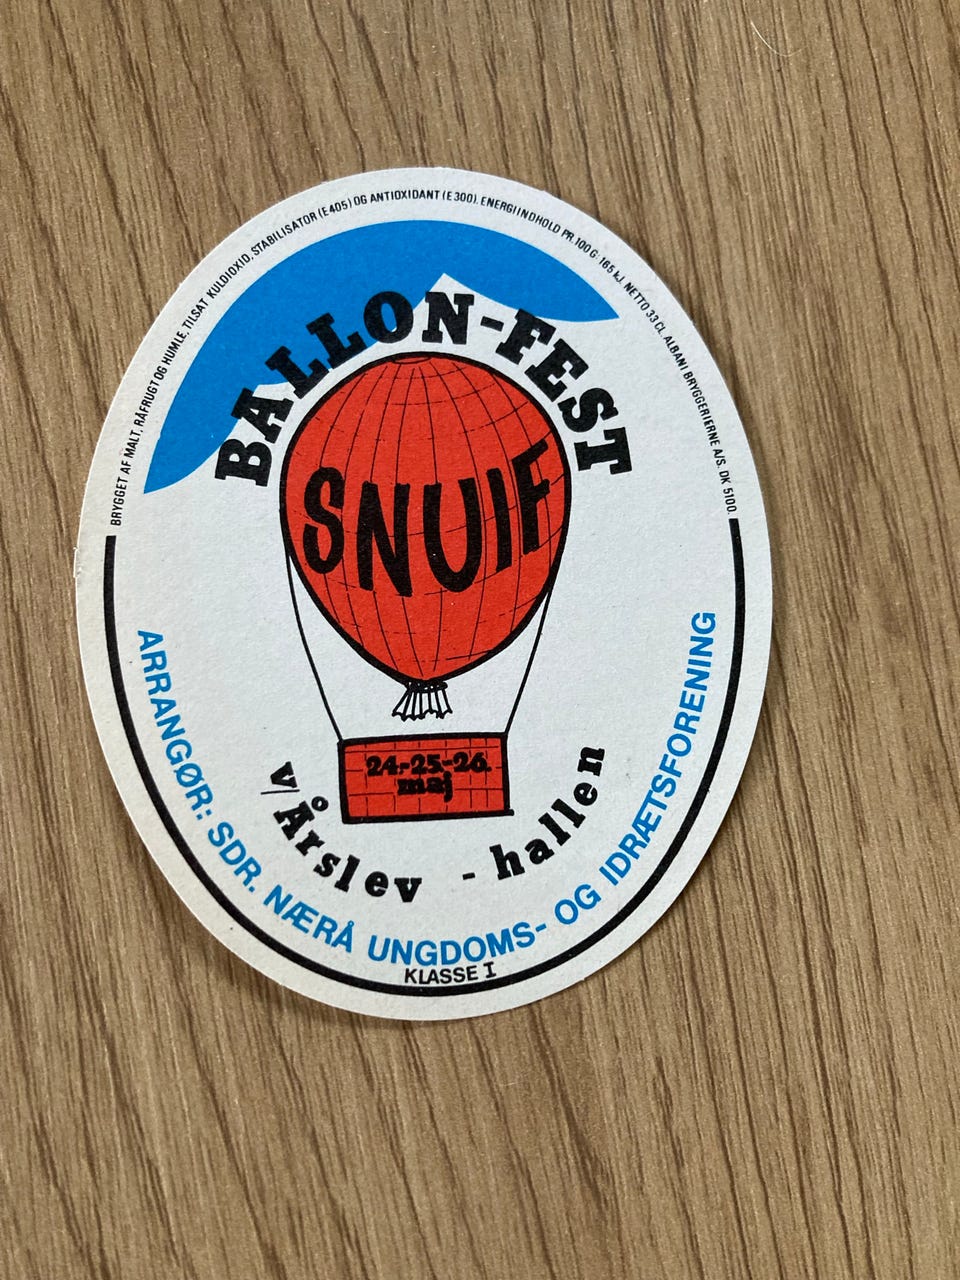 BRYGGET AF MALT, RÅFRUGT OG HUMLE, TILSAT KULDIOXID, STABILISATOR (E 405) OG ANTIOXIDANT (E 300). ENERGIINDHOLD PR. 100 G: 165 kJ. NETTO 33 CL. ALBANI BRYGGERIERNE A/S. DK 5100.
BALLON-FEST
SNUIF
24.-25.-26.
maj
v/Årslev - hallen
ARRANGØR: SDR. NÆRÅ UNGDOMS- OG IDRÆTSFORENING
KLASSE I